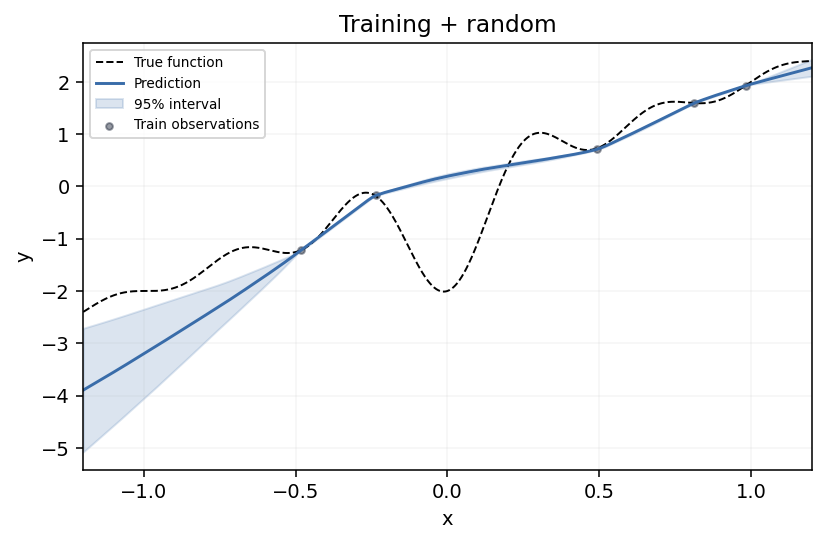 Training + random
True function
Prediction
95% interval
Train observations
2
1
0
−1
−2
−3
−4
−5
y
−1.0 −0.5 0.0 0.5 1.0
x